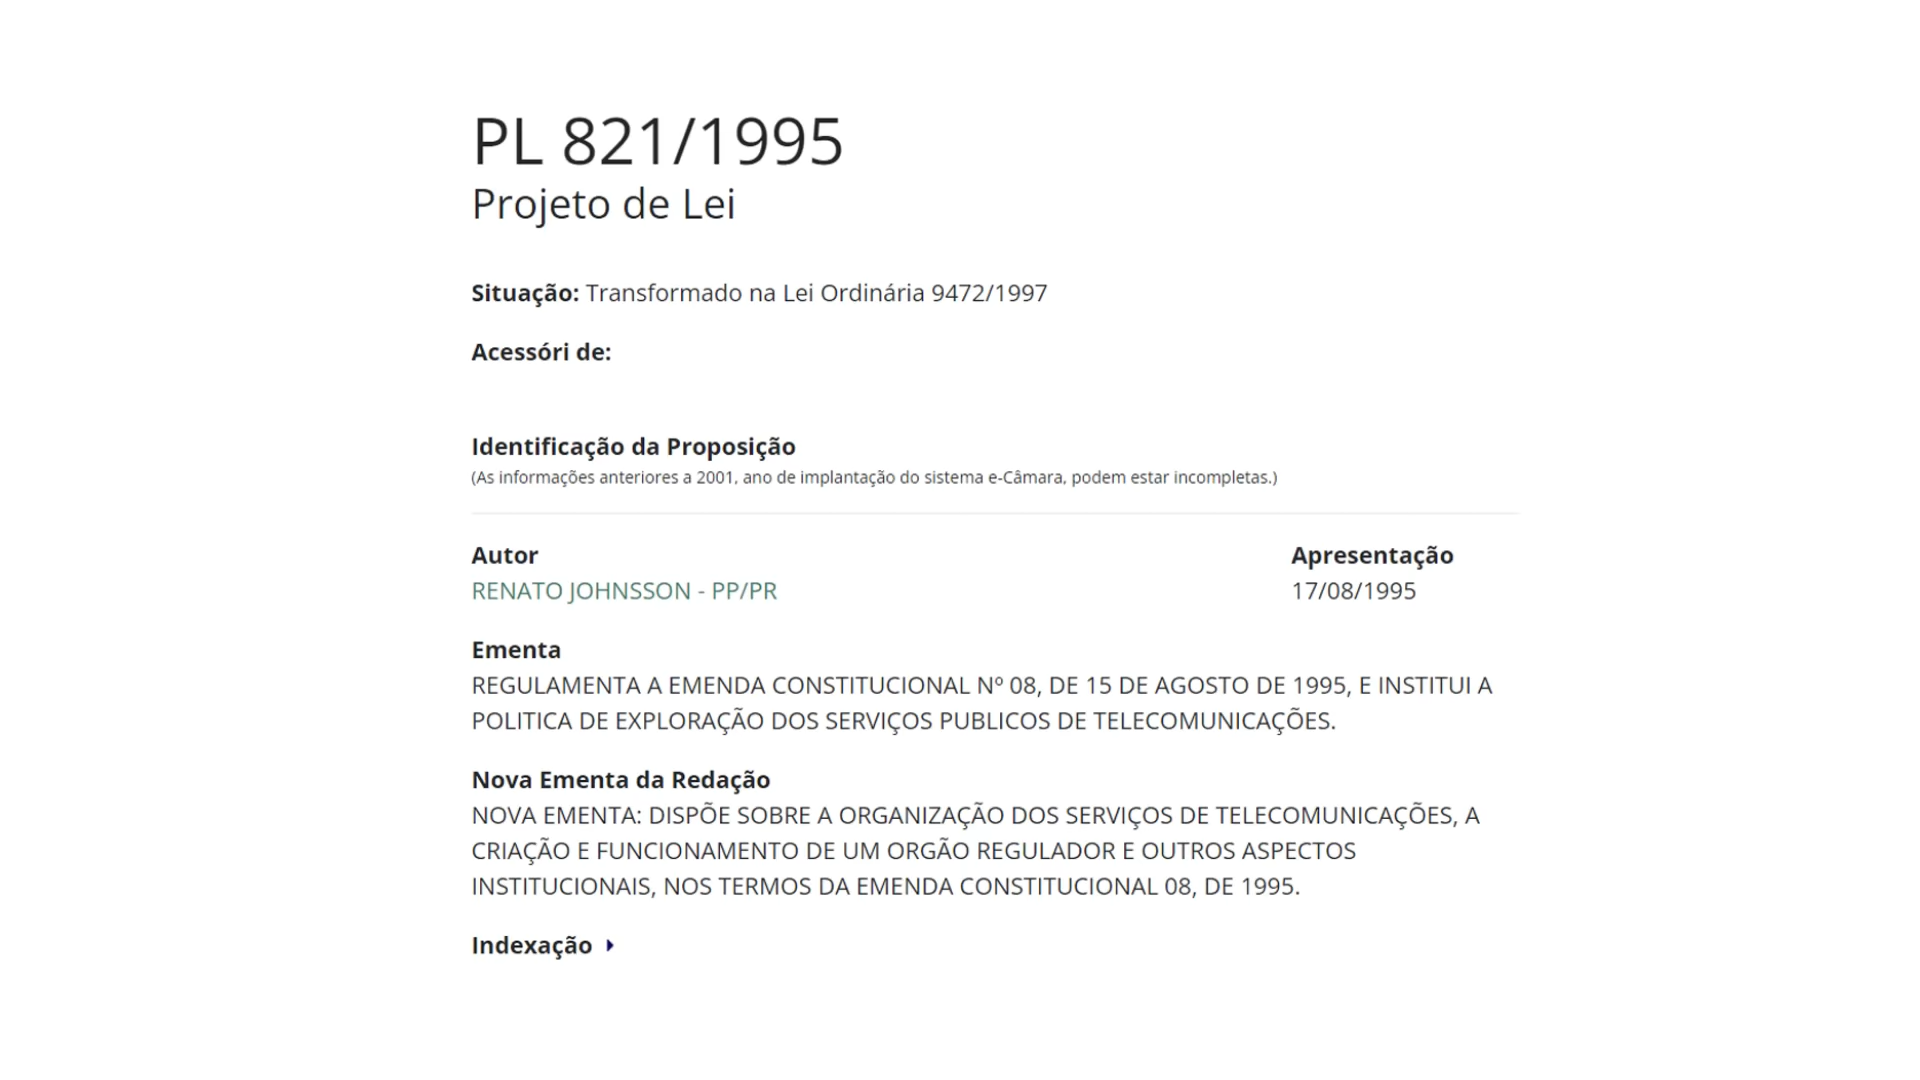 PL 821/1995
Projeto de Lei
Situação: Transformado na Lei Ordinária 9472/1997
Acessóri de:
Identificação da Proposição
(As informações anteriores a 2001, ano de implantação do sistema e-Câmara, podem estar incompletas.)
Autor
RENATO JOHNSSON - PP/PR
Apresentação
17/08/1995
Ementa
REGULAMENTA A EMENDA CONSTITUCIONAL Nº 08, DE 15 DE AGOSTO DE 1995, E INSTITUI A
POLITICA DE EXPLORAÇÃO DOS SERVIÇOS PUBLICOS DE TELECOMUNICAÇÕES.
Nova Ementa da Redação
NOVA EMENTA: DISPÕE SOBRE A ORGANIZAÇÃO DOS SERVIÇOS DE TELECOMUNICAÇÕES, A
CRIAÇÃO E FUNCIONAMENTO DE UM ORGÃO REGULADOR E OUTROS ASPECTOS
INSTITUCIONAIS, NOS TERMOS DA EMENDA CONSTITUCIONAL 08, DE 1995.
Indexação